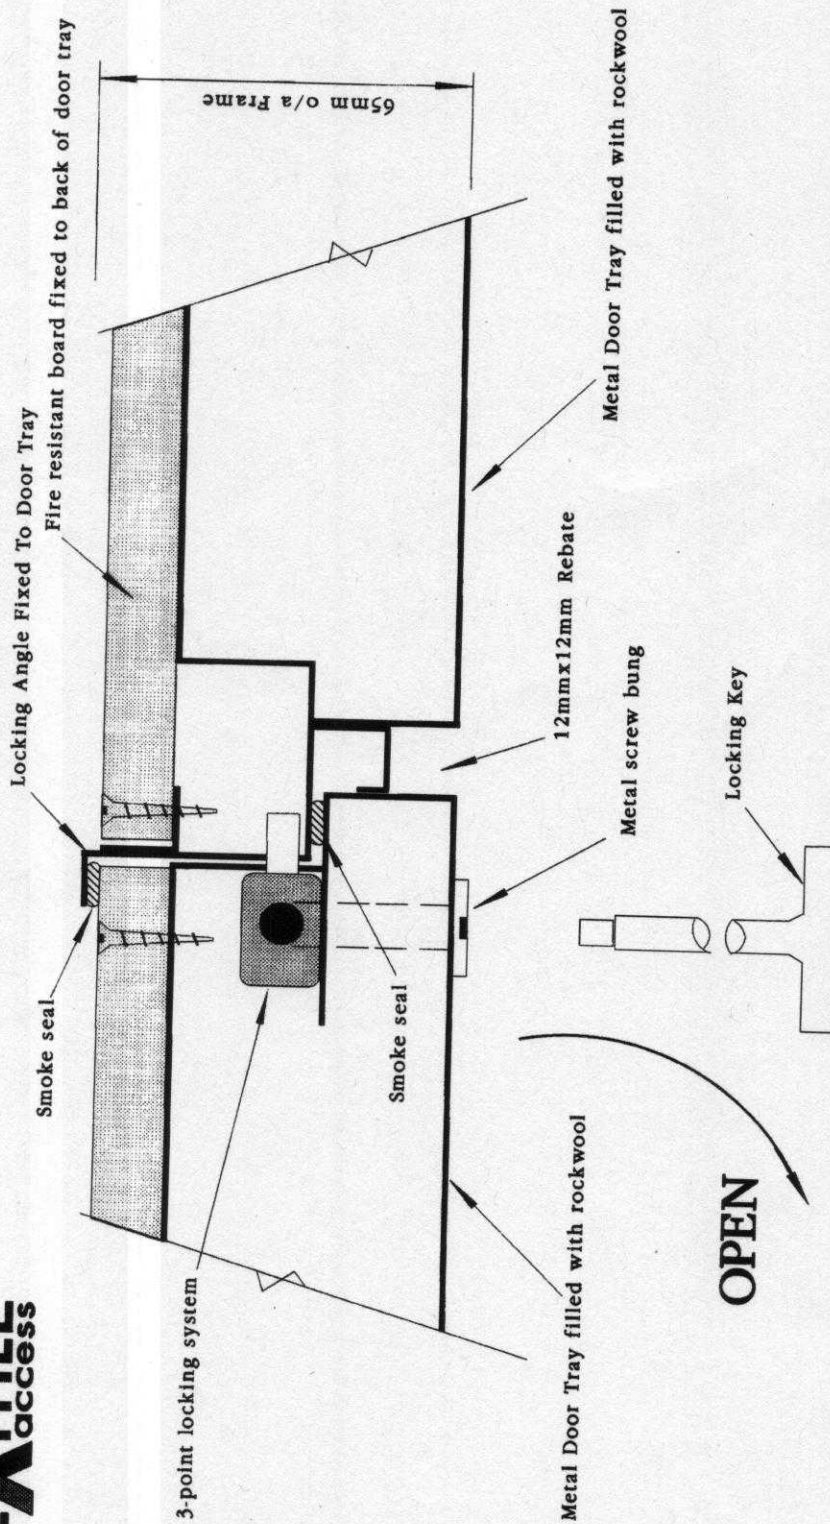 access
Locking Angle Fixed To Door Tray
Fire resistant board fixed to back of door tray
Smoke seal
65mm o/a Frame
3-point locking system
Smoke seal
12mmx12mm Rebate
Metal Door Tray filled with rockwool
Metal screw bung
Metal Door Tray filled with rockwool
Locking Key
OPEN